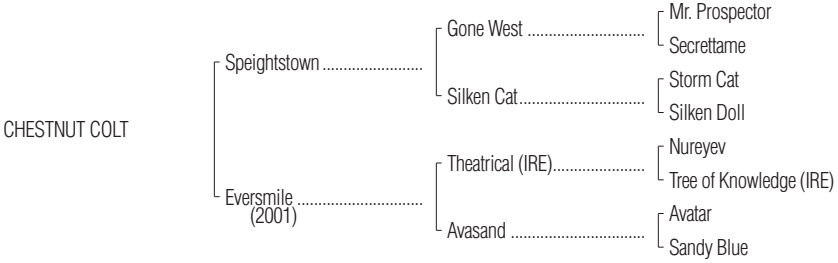 Mr. Prospector
Gone West ..............................
Secrettame
Speightstown .........................
Storm Cat
Silken Cat................................
Silken Doll
CHESTNUT COLT
Nureyev
Theatrical (IRE).......................
Tree of Knowledge (IRE)
Eversmile ...............................
(2001)
Avatar
Avasand .................................
Sandy Blue